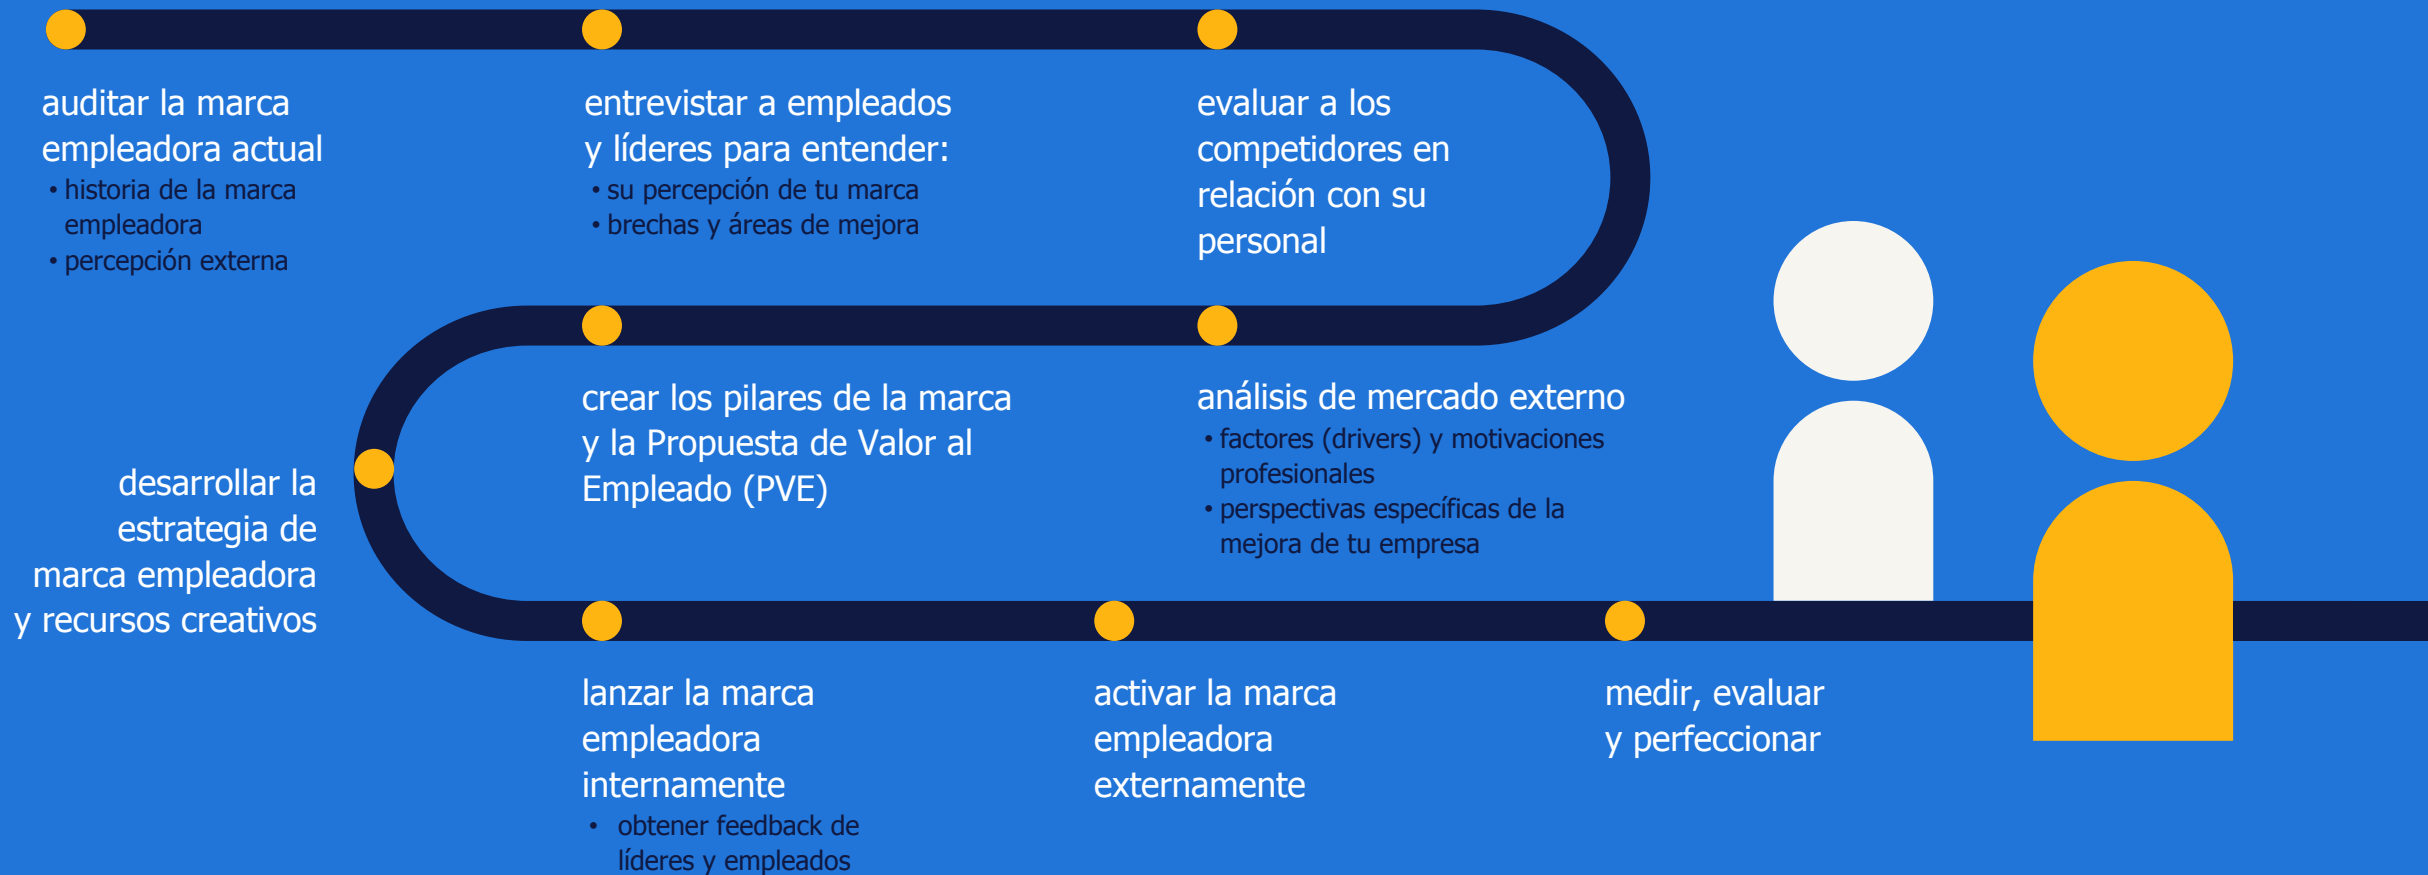 auditar la marca
empleadora actual
• historia de la marca
empleadora
• percepción externa
entrevistar a empleados
y líderes para entender:
• su percepción de tu marca
• brechas y áreas de mejora
evaluar a los
competidores en
relación con su
personal
análisis de mercado externo
• factores (drivers) y motivaciones
profesionales
• perspectivas específicas de la
mejora de tu empresa
crear los pilares de la marca
y la Propuesta de Valor al
Empleado (PVE)
desarrollar la
estrategia de
marca empleadora
y recursos creativos
lanzar la marca
empleadora
internamente
• obtener feedback de
líderes y empleados
activar la marca
empleadora
externamente
medir, evaluar
y perfeccionar